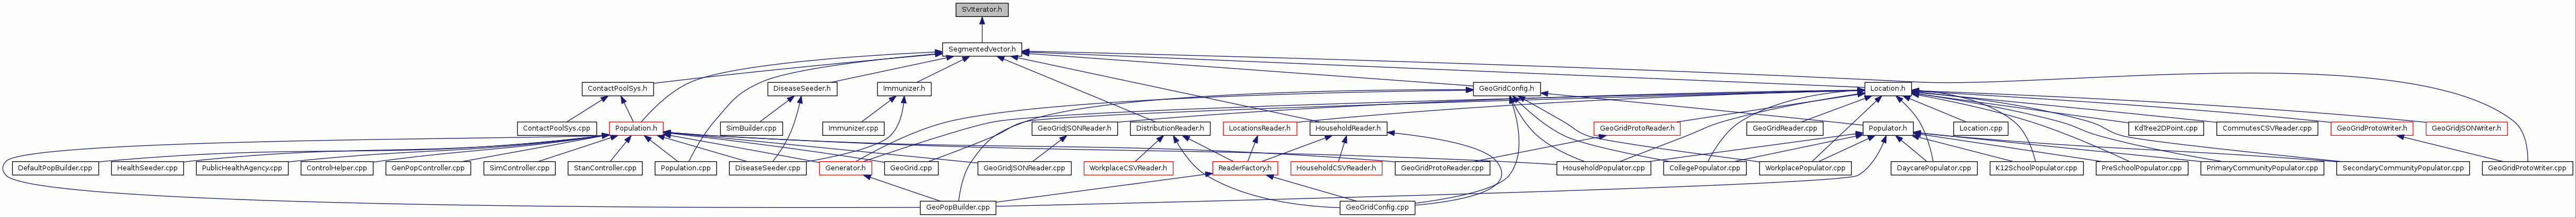 SVIterator.h
SegmentedVector.h
ContactPoolSys.h
DiseaseSeeder.h
Immunizer.h
GeoGridConfig.h
Location.h
ContactPoolSys.cpp
Population.h
SimBuilder.cpp
Immunizer.cpp
GeoGridJSONReader.h
DistributionReader.h
LocationsReader.h
HouseholdReader.h
GeoGridProtoReader.h
GeoGridReader.cpp
Populator.h
Location.cpp
KdTree2DPoint.cpp
CommutesCSVReader.cpp
GeoGridProtoWriter.h
GeoGridJSONWriter.h
DefaultPopBuilder.cpp
HealthSeeder.cpp
PublicHealthAgency.cpp
ControlHelper.cpp
GenPopController.cpp
SimController.cpp
StanController.cpp
Population.cpp
DiseaseSeeder.cpp
Generator.h
GeoGrid.cpp
GeoGridJSONReader.cpp
WorkplaceCSVReader.h
ReaderFactory.h
HouseholdCSVReader.h
GeoGridProtoReader.cpp
HouseholdPopulator.cpp
CollegePopulator.cpp
WorkplacePopulator.cpp
DaycarePopulator.cpp
K12SchoolPopulator.cpp
PreSchoolPopulator.cpp
PrimaryCommunityPopulator.cpp
SecondaryCommunityPopulator.cpp
GeoGridProtoWriter.cpp
GeoPopBuilder.cpp
GeoGridConfig.cpp